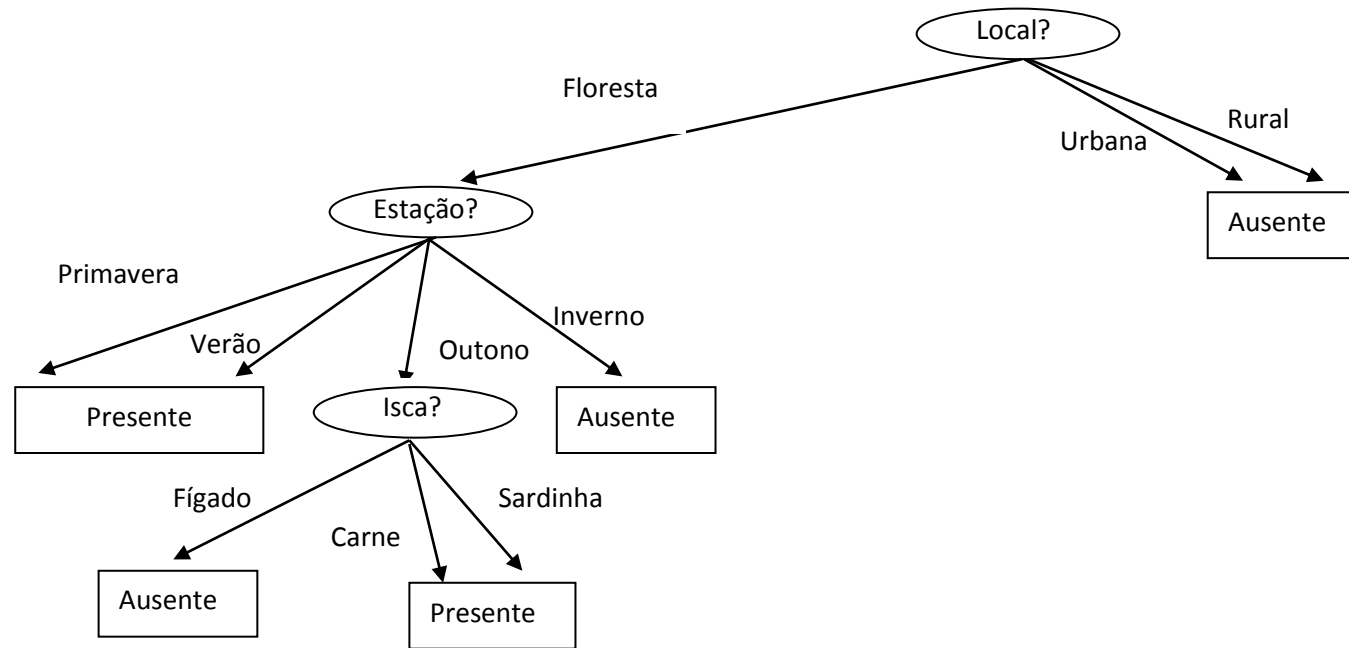 Local?
Floresta
Rural
Urbana
Estação?
Ausente
Primavera
Inverno
Verão
Outono
Presente
Isca?
Ausente
Fígado
Sardinha
Carne
Ausente
Presente